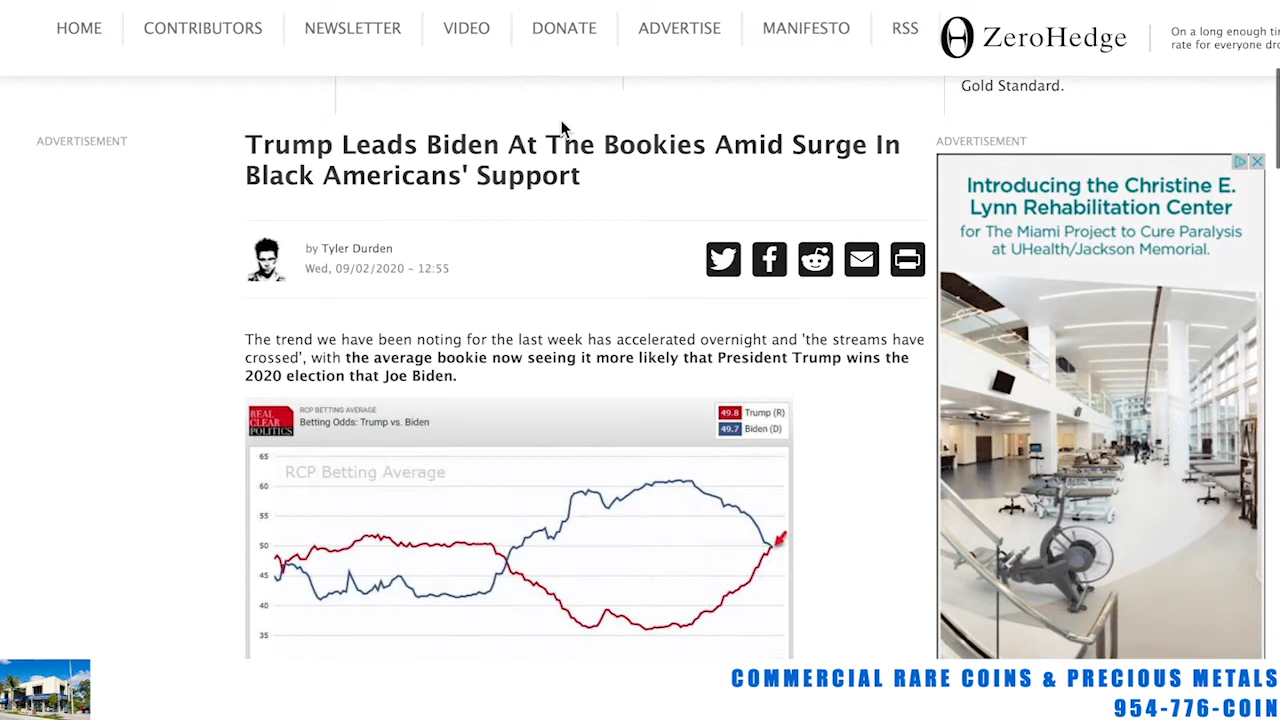 HOME
CONTRIBUTORS
NEWSLETTER
VIDEO
DONATE
ADVERTISE
MANIFESTO
RSS
ZeroHedge
On a long enough
rate for everyone
Gold Standard.
ADVERTISEMENT
Trump Leads Biden At The Bookies Amid Surge In
Black Americans' Support
by Tyler Durden
Wed, 09/02/2020 - 12:55
The trend we have been noting for the last week has accelerated overnight and 'the streams have
crossed', with the average bookie now seeing it more likely that President Trump wins the
2020 election that Joe Biden.
REAL
CLEAR
POLITICS
RCP BETTING AVERAGE
Betting Odds: Trump vs. Biden
49.8 Trump (R)
49.7 Biden (D)
RCP Betting Average
65
60
55
50
45
40
35
ADVERTISEMENT
Introducing the Christine E.
Lynn Rehabilitation Center
for The Miami Project to Cure Paralysis
at UHealth/Jackson Memorial.
COMMERCIAL RARE COINS & PRECIOUS METALS
954-776-COIN